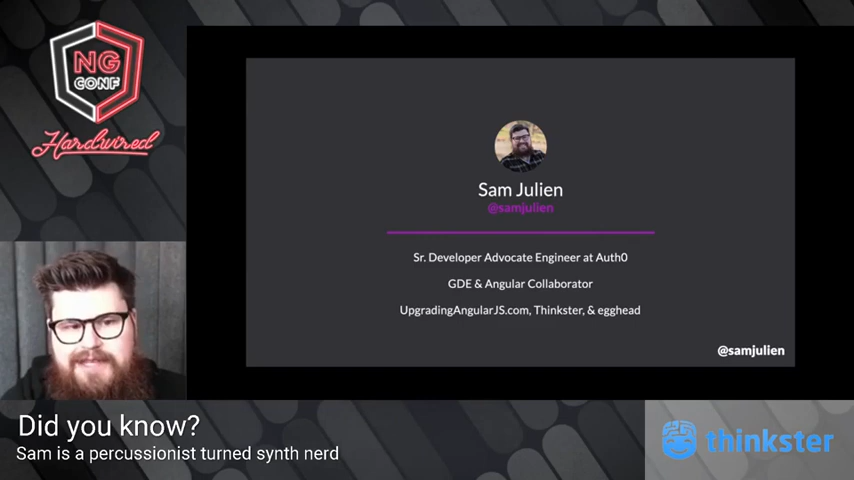 NG
CONF
Hardwired
Sam Julien
@samjulien
Sr. Developer Advocate Engineer at Auth0
GDE & Angular Collaborator
UpgradingAngularJS.com, Thinkster, & egghead
@samjulien
Did you know?
Sam is a percussionist turned synth nerd
thinkster